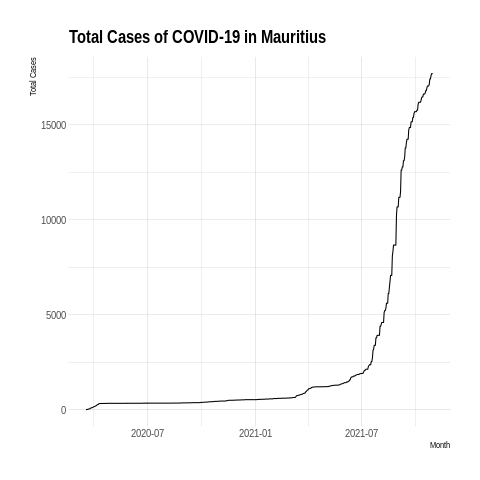 Total Cases of COVID-19 in Mauritius
Total Cases
15000
10000
5000
0
2020-07
2021-01
2021-07
Month